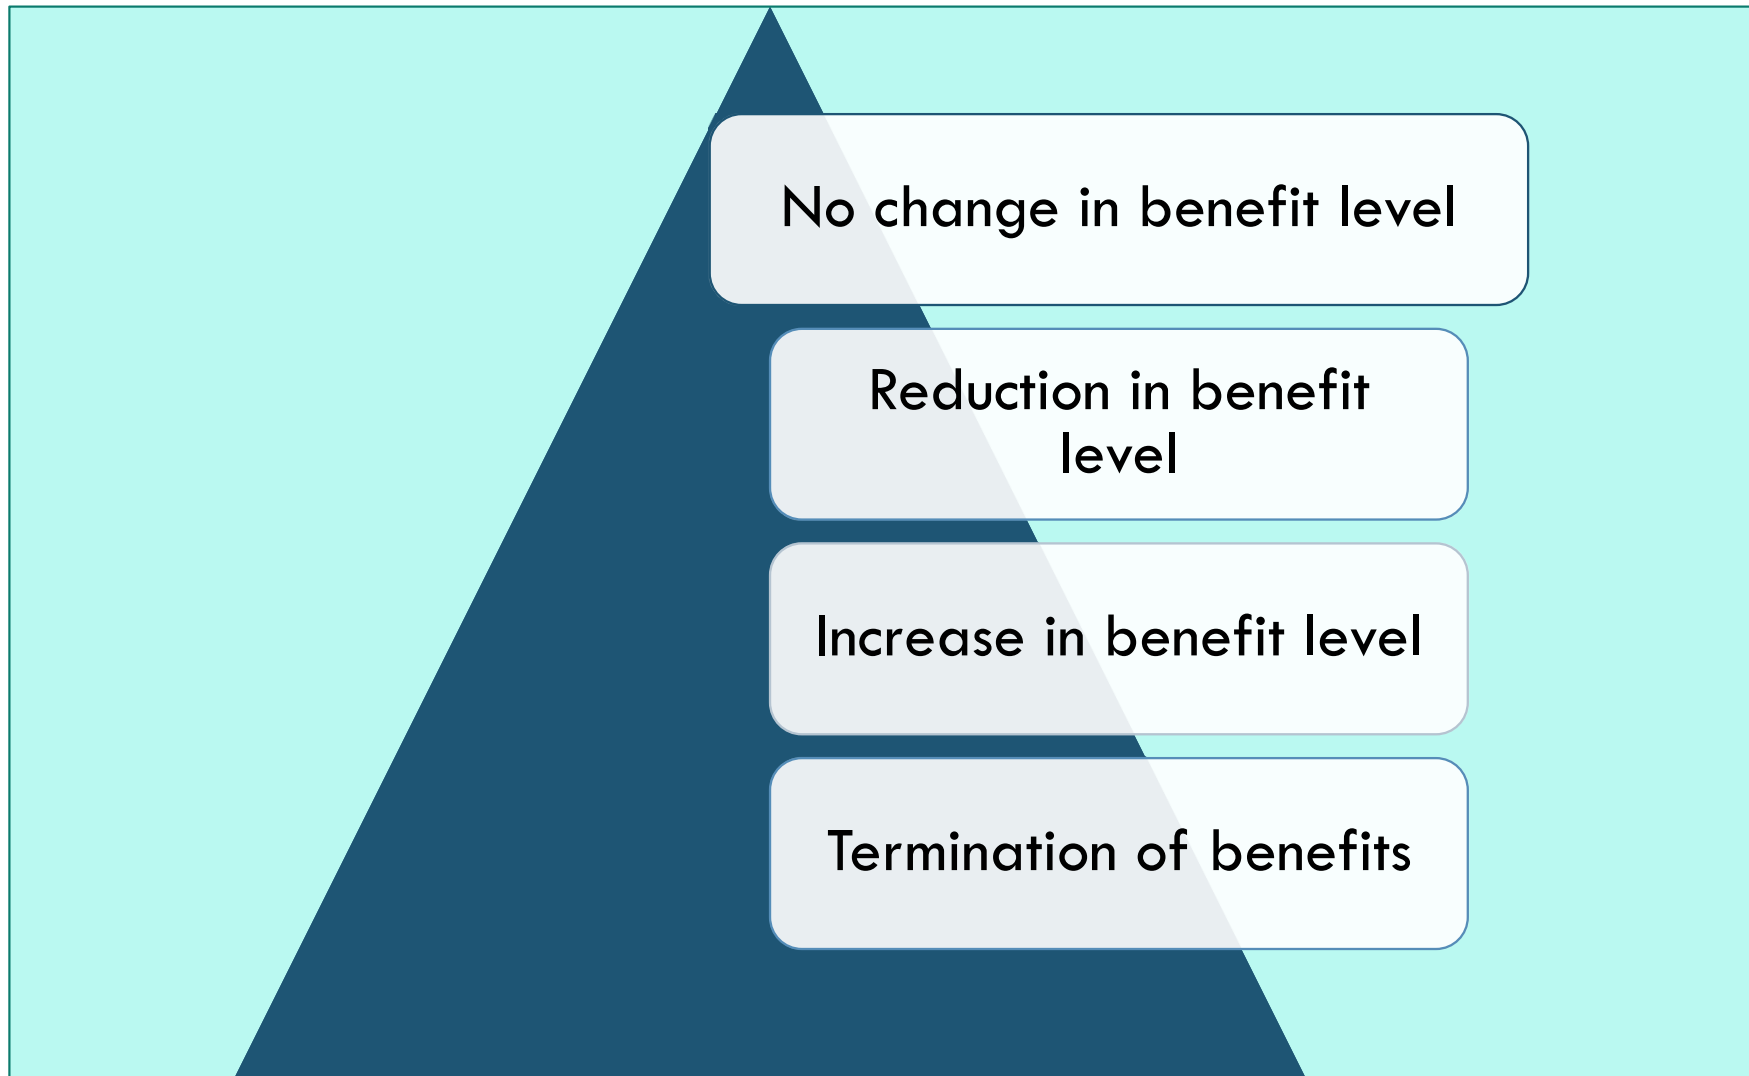 No change in benefit level
Reduction in benefit
level
Increase in benefit level
Termination of benefits